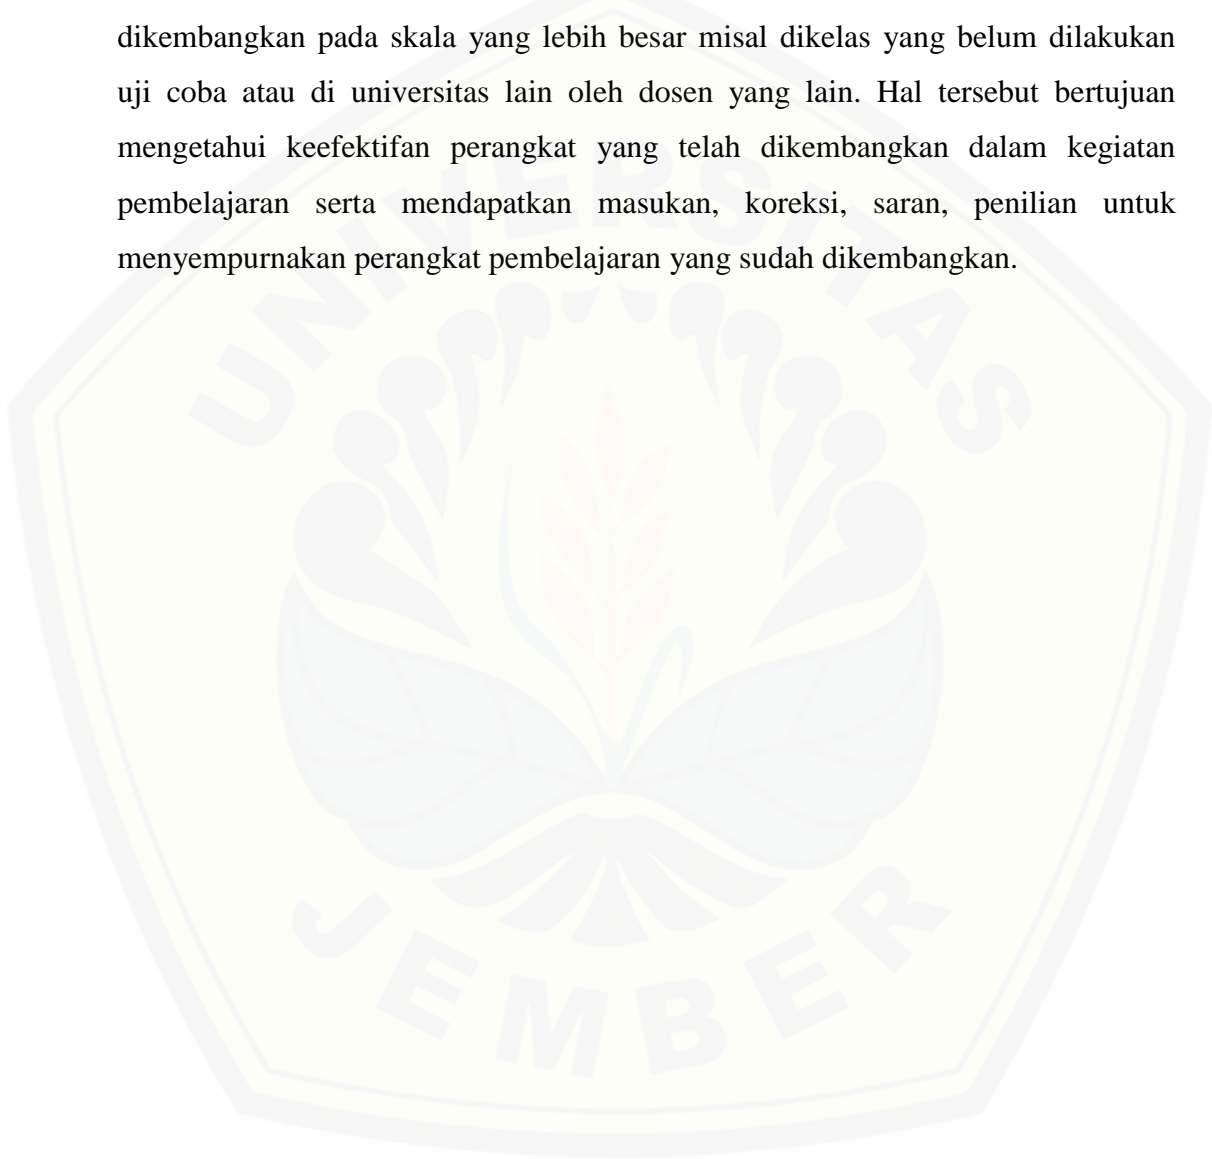 dikembangkan pada skala yang lebih besar misal dikelas yang belum dilakukan
uji coba atau di universitas lain oleh dosen yang lain. Hal tersebut bertujuan
mengetahui keefektifan perangkat yang telah dikembangkan dalam kegiatan
pembelajaran serta mendapatkan masukan, koreksi, saran, penilian untuk
menyempurnakan perangkat pembelajaran yang sudah dikembangkan.
UNIVERSITAS
JEMBER